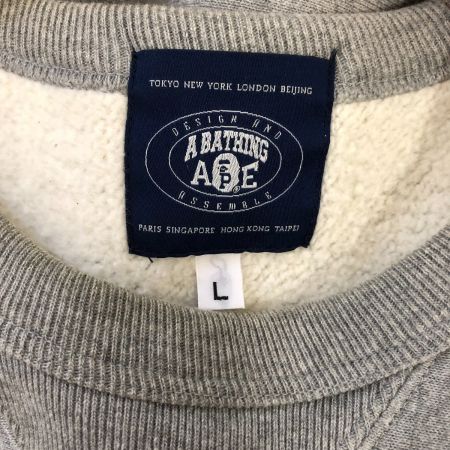 TOKYO NEW YORK LONDON BEIJING
DESIGN AND
A BATHING
APE
ASSEMBLE
PARIS SINGAPORE HONG KONG TAIPEI
L